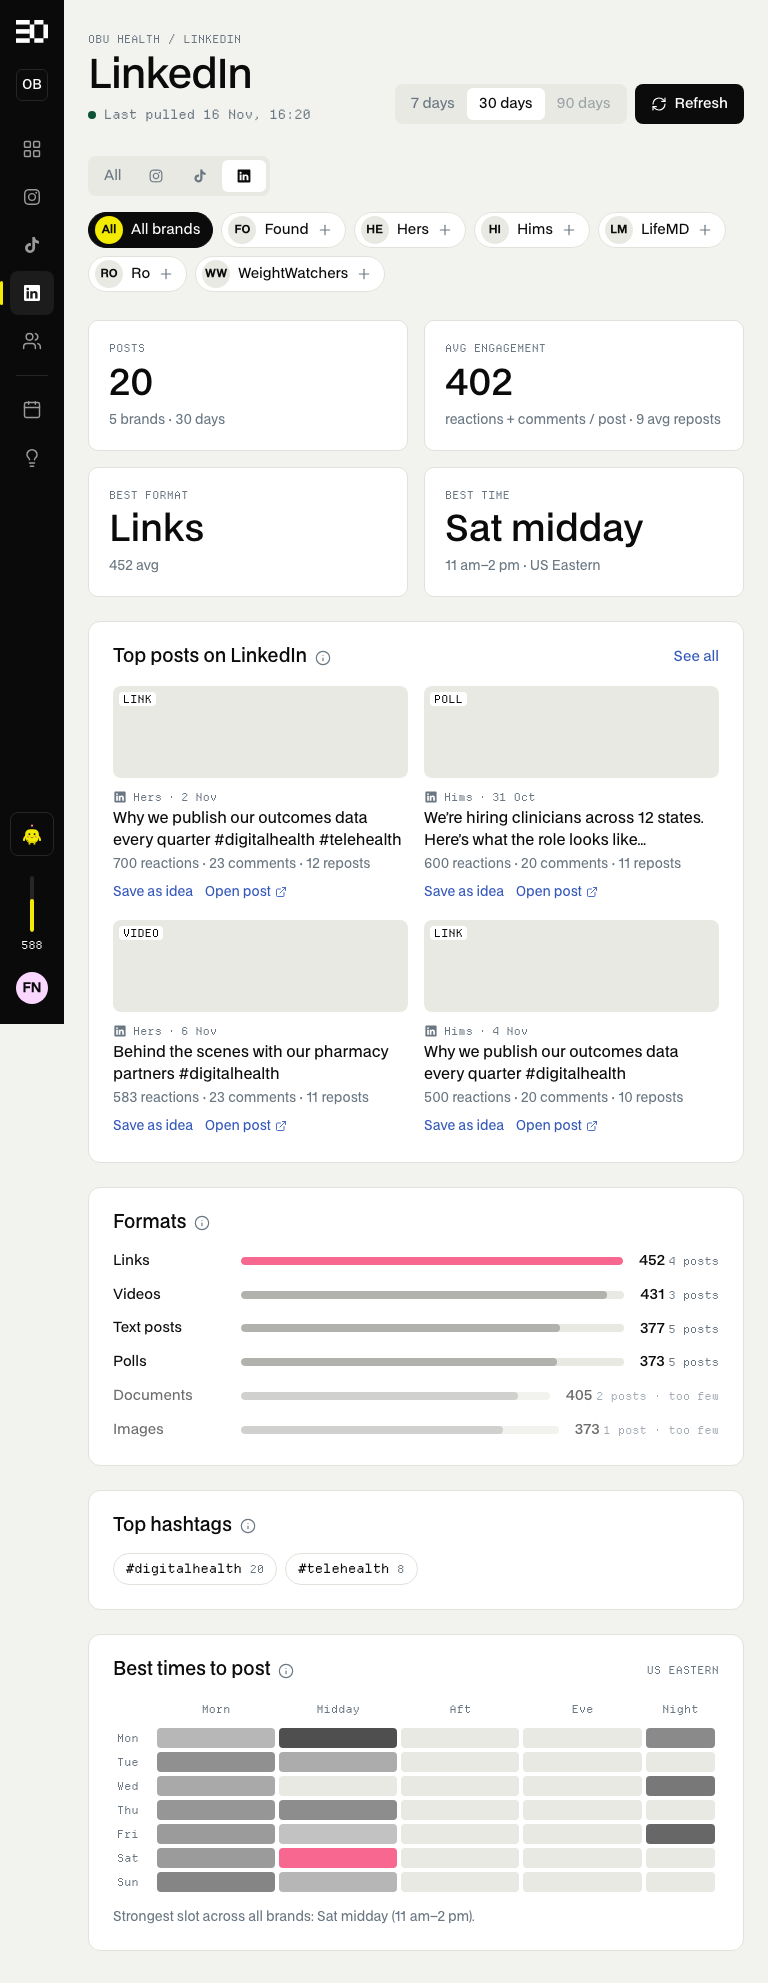 OB
588
FN
OBU HEALTH / LINKEDIN
LinkedIn
Last pulled 16 Nov, 16:20
7 days 30 days 90 days Refresh
All
All All brands FO Found HE Hers HI Hims LM LifeMD
RO Ro WW WeightWatchers
POSTS
20
5 brands · 30 days
AVG ENGAGEMENT
402
reactions + comments / post · 9 avg reposts
BEST FORMAT
Links
452 avg
BEST TIME
Sat midday
11 am–2 pm · US Eastern
Top posts on LinkedIn
See all
LINK
Hers · 2 Nov
Why we publish our outcomes data
every quarter #digitalhealth #telehealth
700 reactions · 23 comments · 12 reposts
Save as idea Open post
POLL
Hims · 31 Oct
We're hiring clinicians across 12 states.
Here's what the role looks like…
600 reactions · 20 comments · 11 reposts
Save as idea Open post
VIDEO
Hers · 6 Nov
Behind the scenes with our pharmacy
partners #digitalhealth
583 reactions · 23 comments · 11 reposts
Save as idea Open post
LINK
Hims · 4 Nov
Why we publish our outcomes data
every quarter #digitalhealth
500 reactions · 20 comments · 10 reposts
Save as idea Open post
Formats
Links 452 4 posts
Videos 431 3 posts
Text posts 377 5 posts
Polls 373 5 posts
Documents 405 2 posts · too few
Images 373 1 post · too few
Top hashtags
#digitalhealth 20 #telehealth 8
Best times to post
US EASTERN
Morn Midday Aft Eve Night
Mon
Tue
Wed
Thu
Fri
Sat
Sun
Strongest slot across all brands: Sat midday (11 am–2 pm).